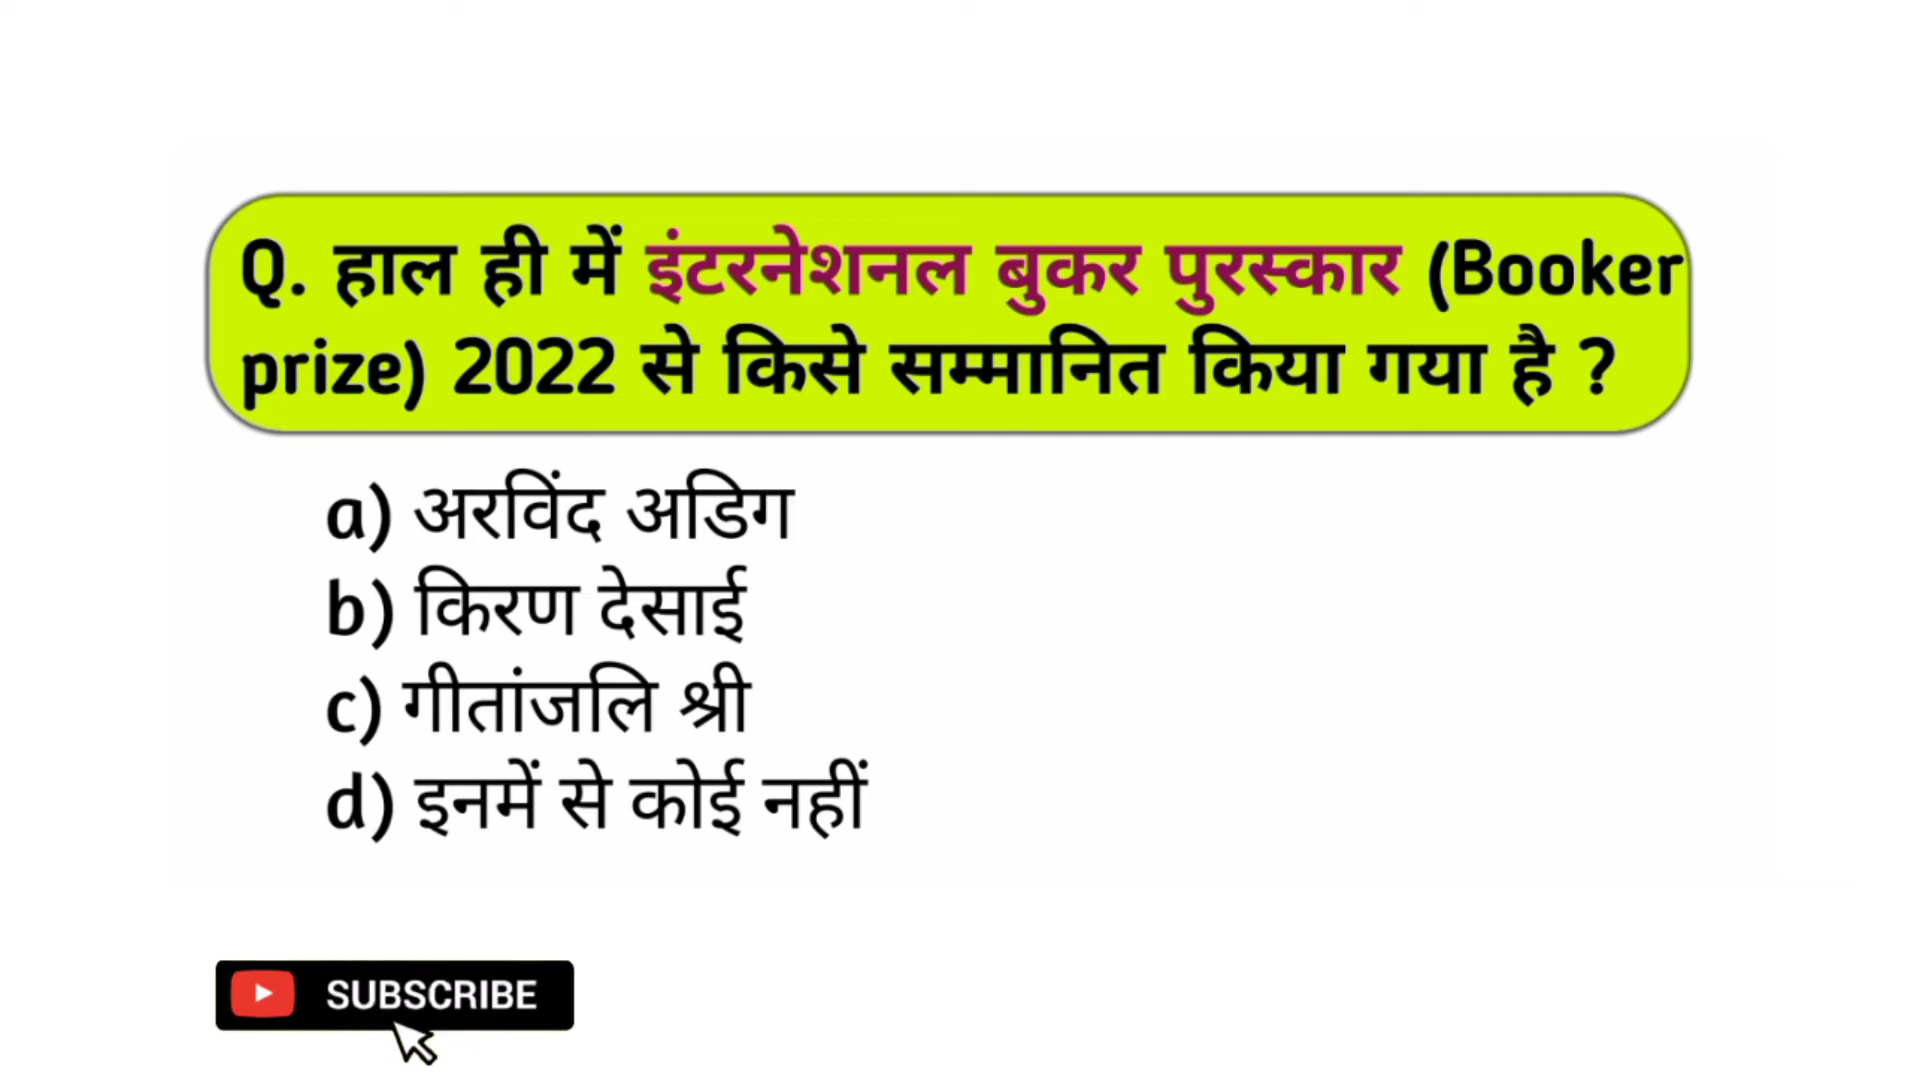 Q. हाल ही में इंटरनेशनल बुकर पुरस्कार (Booker
prize) 2022 से किसे सम्मानित किया गया है ?
a) अरविंद अडिग
b) किरण देसाई
c) गीतांजलि श्री
d) इनमें से कोई नहीं
SUBSCRIBE